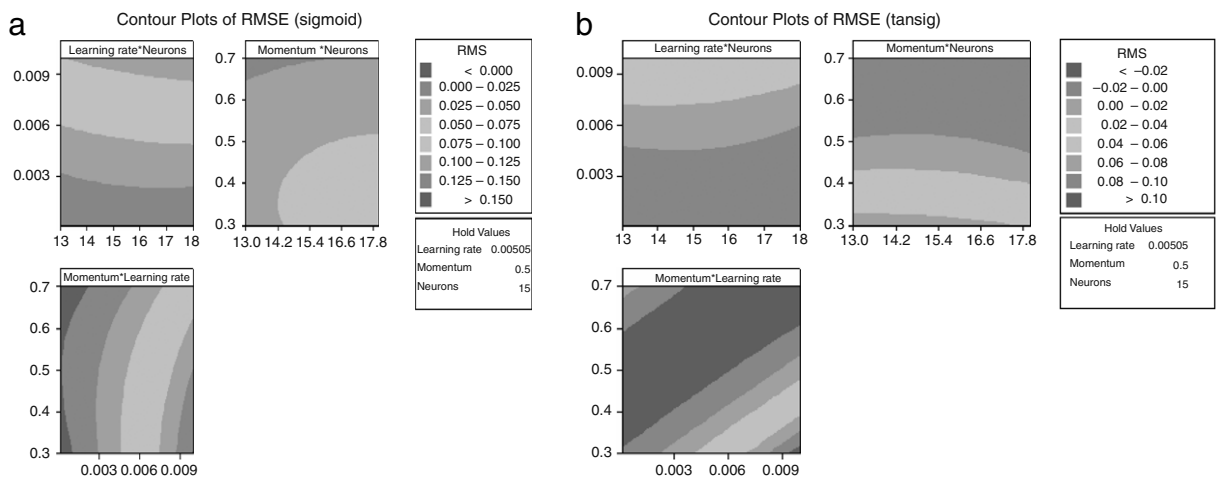 a
Contour Plots of RMSE (sigmoid)
Learning rate*Neurons
0.009
0.006
0.003
13 14 15 16 17 18
Momentum *Neurons
0.7
0.6
0.5
0.4
0.3
13.0 14.2 15.4 16.6 17.8
RMS
< 0.000
0.000 – 0.025
0.025 – 0.050
0.050 – 0.075
0.075 – 0.100
0.100 – 0.125
0.125 – 0.150
> 0.150
Hold Values
Learning rate 0.00505
Momentum 0.5
Neurons 15
Momentum*Learning rate
0.7
0.6
0.5
0.4
0.3
0.003 0.006 0.009
b
Contour Plots of RMSE (tansig)
Learning rate*Neurons
0.009
0.006
0.003
13 14 15 16 17 18
Momentum*Neurons
0.7
0.6
0.5
0.4
0.3
13.0 14.2 15.4 16.6 17.8
RMS
< −0.02
−0.02 – 0.00
0.00 – 0.02
0.02 – 0.04
0.04 – 0.06
0.06 – 0.08
0.08 – 0.10
> 0.10
Hold Values
Learning rate 0.00505
Momentum 0.5
Neurons 15
Momentum*Learning rate
0.7
0.6
0.5
0.4
0.3
0.003 0.006 0.009